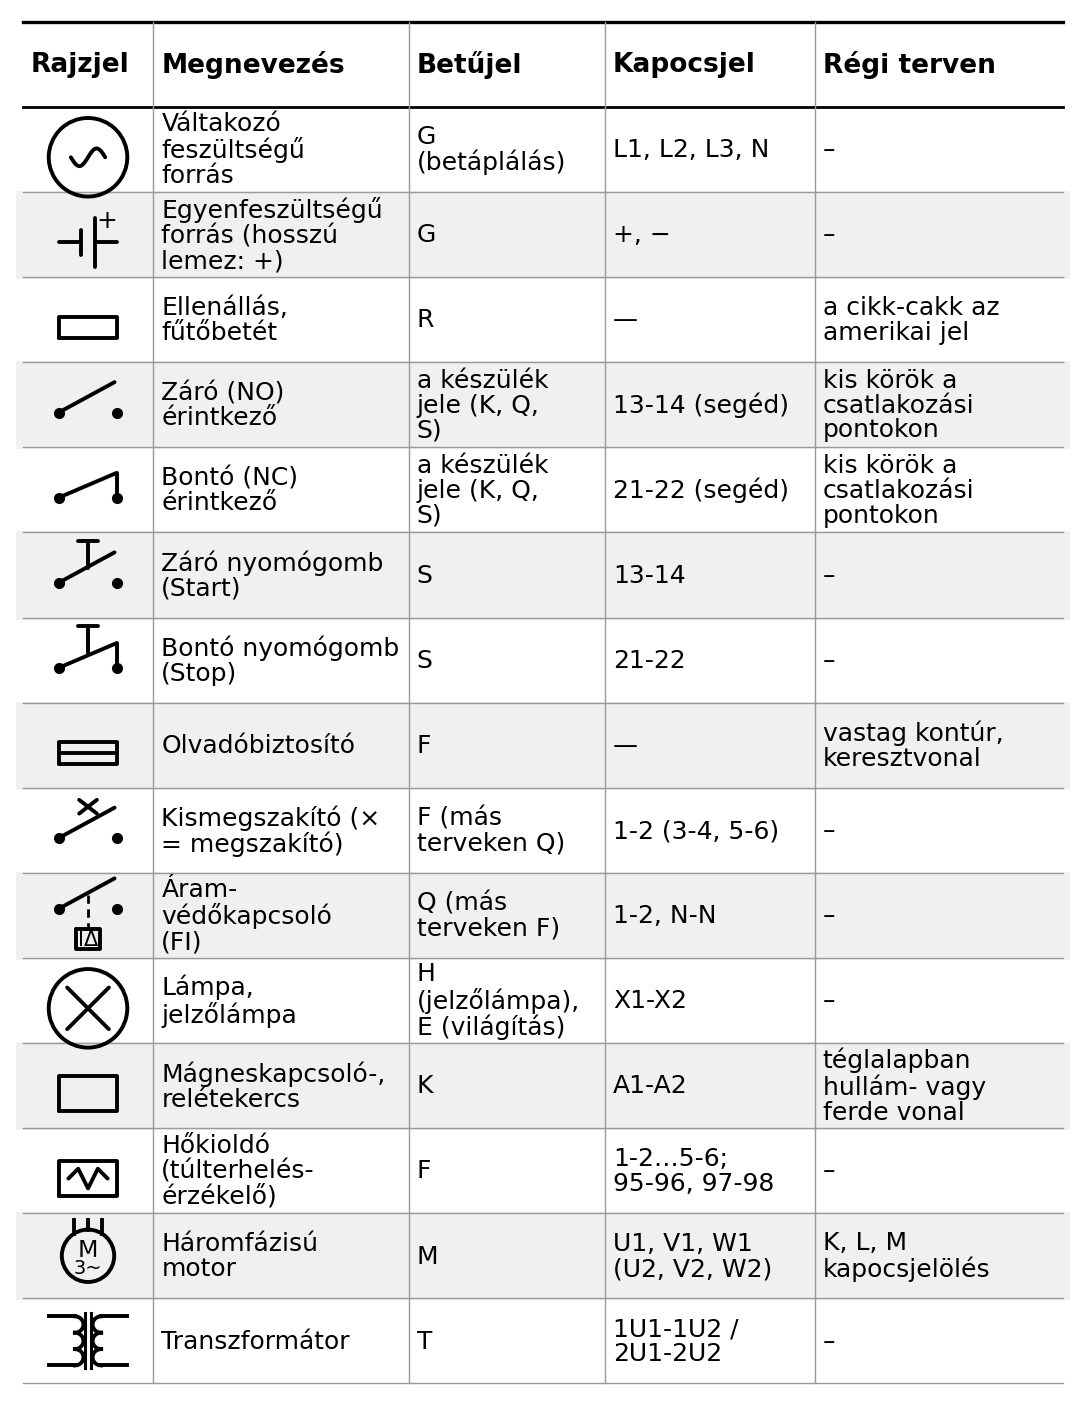 Rajzjel Megnevezés Betűjel Kapocsjel Régi terven
Váltakozó
feszültségű
forrás
G
(betáplálás)
L1, L2, L3, N
–
+
Egyenfeszültségű
forrás (hosszú
lemez: +)
G
+, −
–
Ellenállás,
fűtőbetét
R
—
a cikk-cakk az
amerikai jel
Záró (NO)
érintkező
a készülék
jele (K, Q,
S)
13-14 (segéd)
kis körök a
csatlakozási
pontokon
Bontó (NC)
érintkező
a készülék
jele (K, Q,
S)
21-22 (segéd)
kis körök a
csatlakozási
pontokon
Záró nyomógomb
(Start)
S
13-14
–
Bontó nyomógomb
(Stop)
S
21-22
–
Olvadóbiztosító
F
—
vastag kontúr,
keresztvonal
Kismegszakító (×
= megszakító)
F (más
terveken Q)
1-2 (3-4, 5-6)
–
IΔ
Áram-
védőkapcsoló
(FI)
Q (más
terveken F)
1-2, N-N
–
Lámpa,
jelzőlámpa
H
(jelzőlámpa),
E (világítás)
X1-X2
–
Mágneskapcsoló-,
relétekercs
K
A1-A2
téglalapban
hullám- vagy
ferde vonal
Hőkioldó
(túlterhelés-
érzékelő)
F
1-2…5-6;
95-96, 97-98
–
M
3~
Háromfázisú
motor
M
U1, V1, W1
(U2, V2, W2)
K, L, M
kapocsjelölés
Transzformátor
T
1U1-1U2 /
2U1-2U2
–